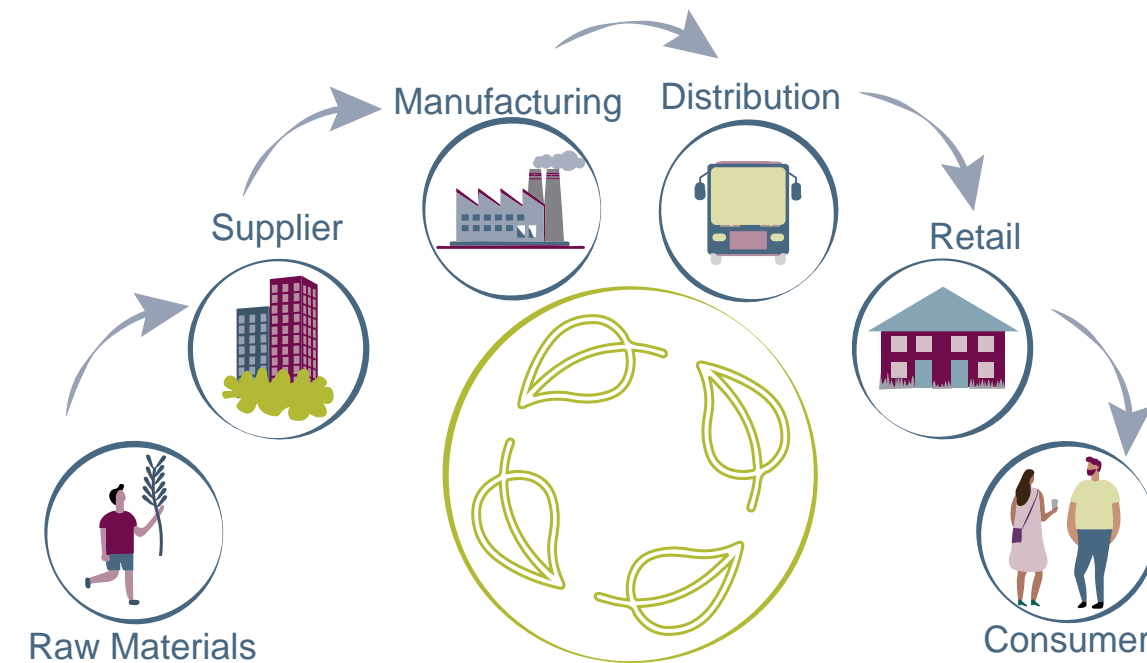 Raw Materials
Supplier
Manufacturing
Distribution
Retail
Consumer